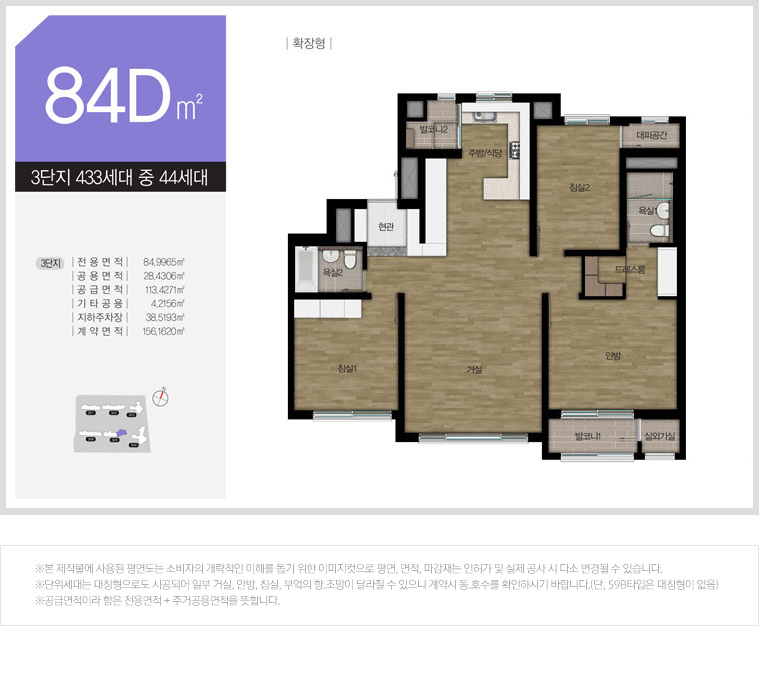 84D㎡
3단지 433세대 중 44세대
3단지
| 전 용 면 적 | 84.9965㎡
| 공 용 면 적 | 28.4306㎡
| 공 급 면 적 | 113.4271㎡
| 기 타 공 용 | 4.2156㎡
| 지하주차장 | 38.5193㎡
| 계 약 면 적 | 156.1620㎡
N
301
302
303
305
306
| 확장형 |
발코니2
주방/식당
대피공간
침실2
욕실1
현관
욕실2
드레스룸
침실1
거실
안방
발코니1
실외기실
※본 제작물에 사용된 평면도는 소비자의 개략적인 이해를 돕기 위한 이미지컷으로 평면, 면적, 마감재는 인허가 및 실제 공사 시 다소 변경될 수 있습니다.
※단위세대는 대칭형으로도 시공되어 일부 거실, 안방, 침실, 부엌의 향,조망이 달라질 수 있으니 계약시 동,호수를 확인하시기 바랍니다.(단, 59B타입은 대칭형이 없음)
※공급면적이라 함은 전용면적 + 주거공용면적을 뜻합니다.